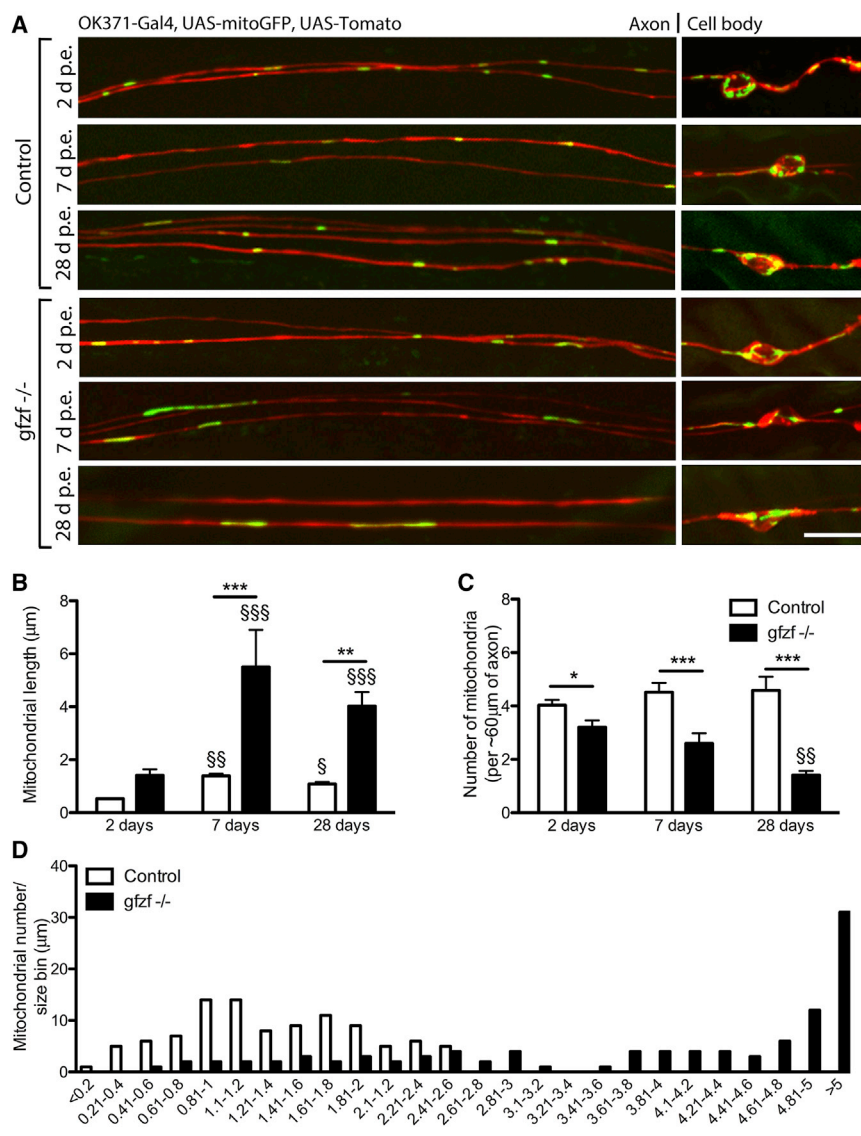 A
OK371-Gal4, UAS-mitoGFP, UAS-Tomato
Axon
Cell body
Control
2 d p.e.
7 d p.e.
28 d p.e.
gfzf -/-
2 d p.e.
7 d p.e.
28 d p.e.
B
Mitochondrial length (μm)
8
6
4
2
0
***
§§§
**
§§§
§§
§
2 days
7 days
28 days
C
Number of mitochondria
(per ~60μm of axon)
8
6
4
2
0
Control
gfzf -/-
*
***
***
§§
2 days
7 days
28 days
D
Mitochondrial number/
size bin (μm)
40
30
20
10
0
Control
gfzf -/-
<0.2
0.21-0.4
0.41-0.6
0.61-0.8
0.81-1
1.1-1.2
1.21-1.4
1.41-1.6
1.61-1.8
1.81-2
2.1-1.2
2.21-2.4
2.41-2.6
2.61-2.8
2.81-3
3.1-3.2
3.21-3.4
3.41-3.6
3.61-3.8
3.81-4
4.1-4.2
4.21-4.4
4.41-4.6
4.61-4.8
4.81-5
>5